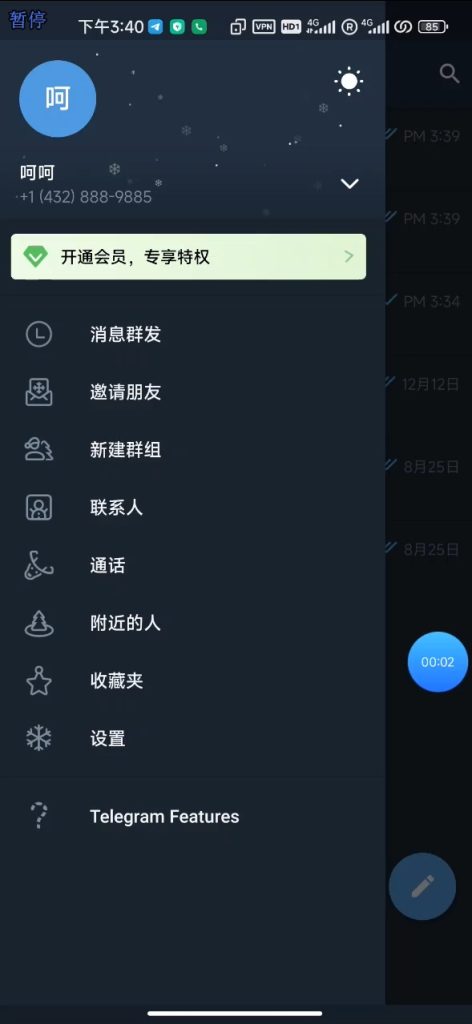 暂停
下午3:40 VPN HD1 4G R 4G 85
呵
呵呵
+1 (432) 888-9885
PM 3:39
开通会员，专享特权
PM 3:39
PM 3:34
消息群发
12月12日
邀请朋友
新建群组
8月25日
联系人
8月25日
通话
附近的人
00:02
收藏夹
设置
Telegram Features